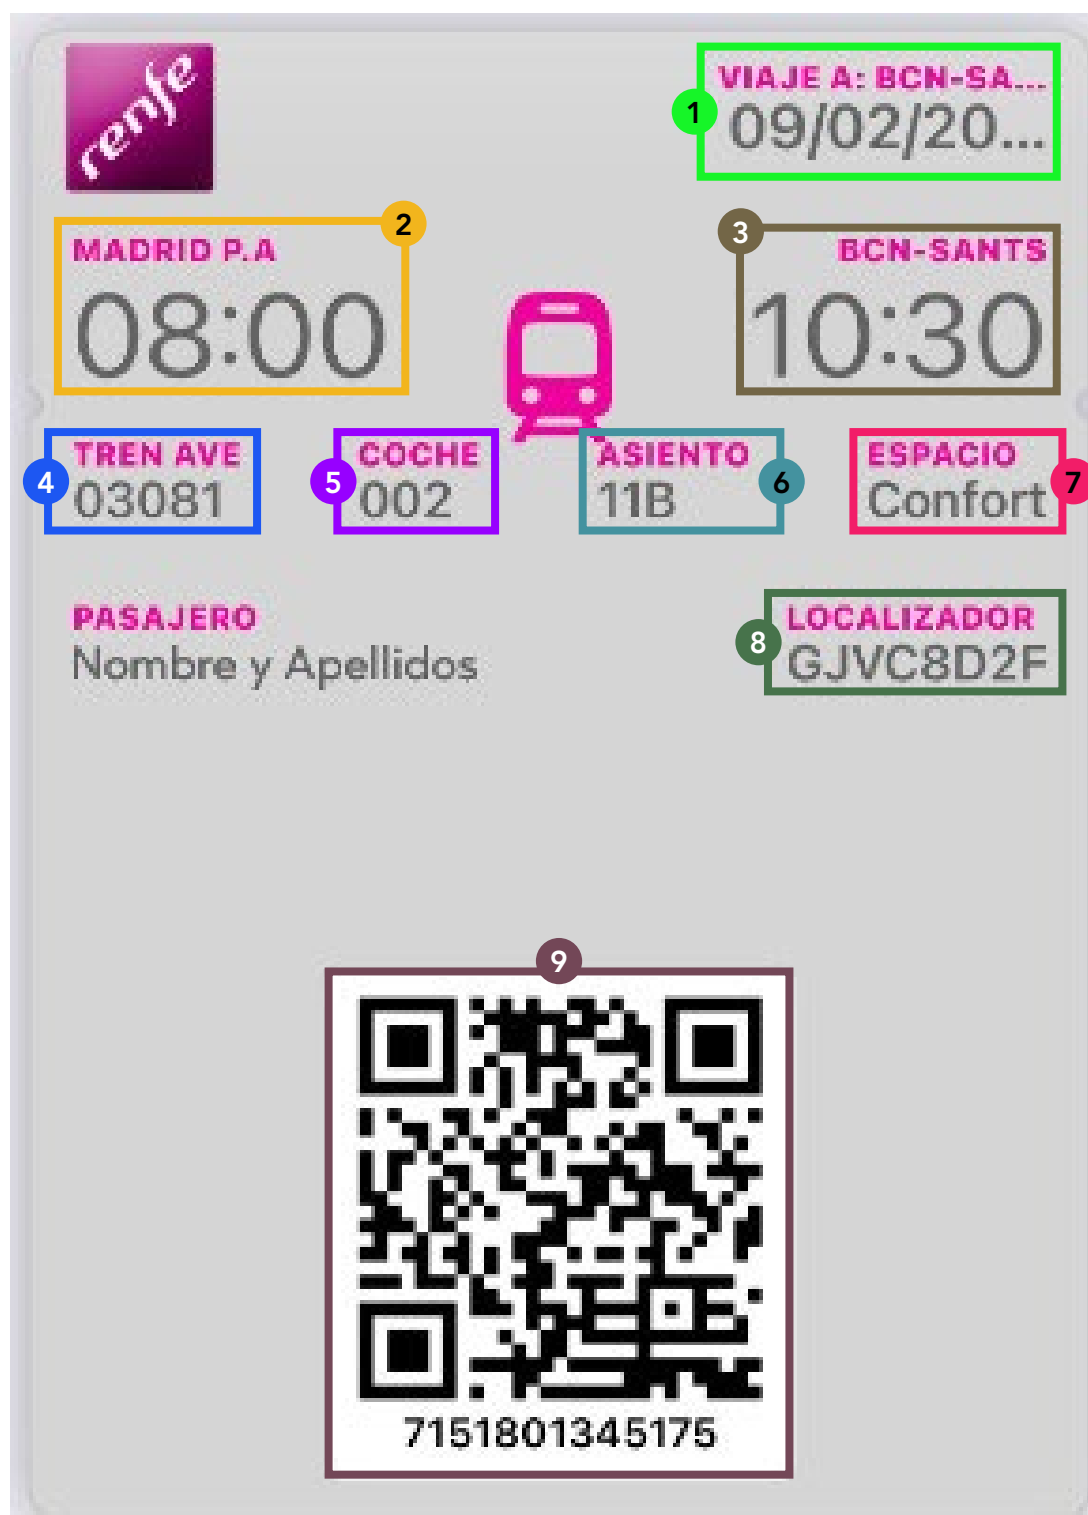 renfe
VIAJE A: BCN-SA...
1
09/02/20...
2
3
MADRID P.A
BCN-SANTS
08:00
10:30
TREN AVE
COCHE
ASIENTO
ESPACIO
4
5
6
7
03081
002
11B
Confort
PASAJERO
LOCALIZADOR
8
Nombre y Apellidos
GJVC8D2F
9
7151801345175